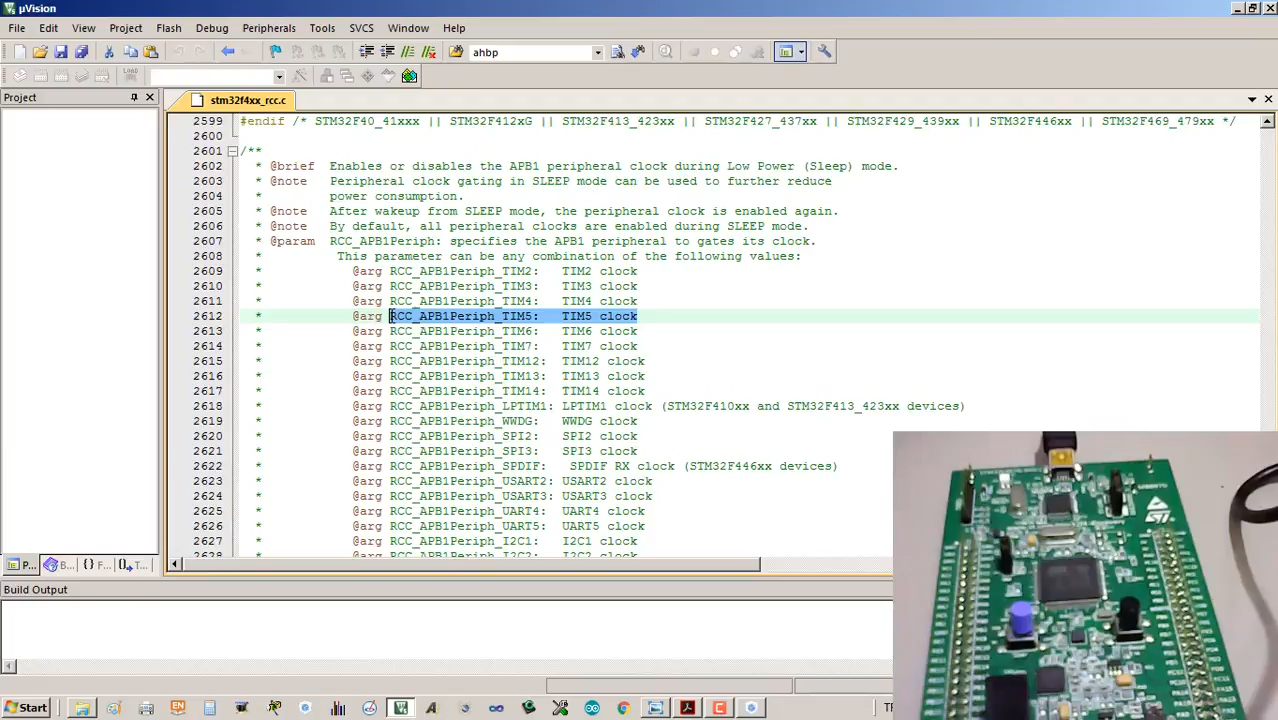 µVision
File Edit View Project Flash Debug Peripherals Tools SVCS Window Help
ahbp
LOAD
Project
stm32f4xx_rcc.c
2599 #endif /* STM32F40_41xxx || STM32F412xG || STM32F413_423xx || STM32F427_437xx || STM32F429_439xx || STM32F446xx || STM32F469_479xx */
2600
2601 /**
2602 * @brief Enables or disables the APB1 peripheral clock during Low Power (Sleep) mode.
2603 * @note Peripheral clock gating in SLEEP mode can be used to further reduce
2604 * power consumption.
2605 * @note After wakeup from SLEEP mode, the peripheral clock is enabled again.
2606 * @note By default, all peripheral clocks are enabled during SLEEP mode.
2607 * @param RCC_APB1Periph: specifies the APB1 peripheral to gates its clock.
2608 * This parameter can be any combination of the following values:
2609 * @arg RCC_APB1Periph_TIM2: TIM2 clock
2610 * @arg RCC_APB1Periph_TIM3: TIM3 clock
2611 * @arg RCC_APB1Periph_TIM4: TIM4 clock
2612 * @arg RCC_APB1Periph_TIM5: TIM5 clock
2613 * @arg RCC_APB1Periph_TIM6: TIM6 clock
2614 * @arg RCC_APB1Periph_TIM7: TIM7 clock
2615 * @arg RCC_APB1Periph_TIM12: TIM12 clock
2616 * @arg RCC_APB1Periph_TIM13: TIM13 clock
2617 * @arg RCC_APB1Periph_TIM14: TIM14 clock
2618 * @arg RCC_APB1Periph_LPTIM1: LPTIM1 clock (STM32F410xx and STM32F413_423xx devices)
2619 * @arg RCC_APB1Periph_WWDG: WWDG clock
2620 * @arg RCC_APB1Periph_SPI2: SPI2 clock
2621 * @arg RCC_APB1Periph_SPI3: SPI3 clock
2622 * @arg RCC_APB1Periph_SPDIF: SPDIF RX clock (STM32F446xx devices)
2623 * @arg RCC_APB1Periph_USART2: USART2 clock
2624 * @arg RCC_APB1Periph_USART3: USART3 clock
2625 * @arg RCC_APB1Periph_UART4: UART4 clock
2626 * @arg RCC_APB1Periph_UART5: UART5 clock
2627 * @arg RCC_APB1Periph_I2C1: I2C1 clock
2628 * @arg RCC_APB1Periph_I2C2: I2C2 clock
P... B... {} F... T...
Build Output
Start
TR